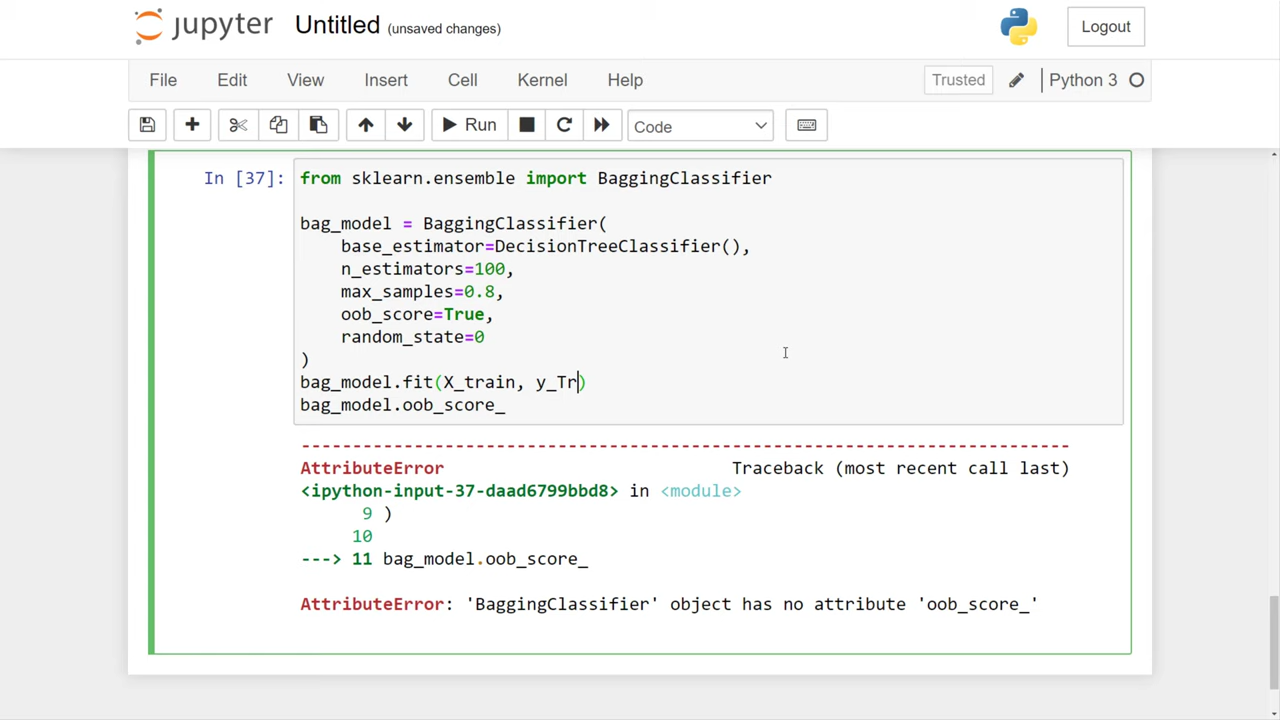 jupyter Untitled (unsaved changes) Logout
File Edit View Insert Cell Kernel Help Trusted Python 3
Run Code
In [37]: from sklearn.ensemble import BaggingClassifier
bag_model = BaggingClassifier(
base_estimator=DecisionTreeClassifier(),
n_estimators=100,
max_samples=0.8,
oob_score=True,
random_state=0
)
bag_model.fit(X_train, y_Tr)
bag_model.oob_score_
---------------------------------------------------------------------------
AttributeError Traceback (most recent call last)
<ipython-input-37-daad6799bbd8> in <module>
9 )
10
---> 11 bag_model.oob_score_
AttributeError: 'BaggingClassifier' object has no attribute 'oob_score_'